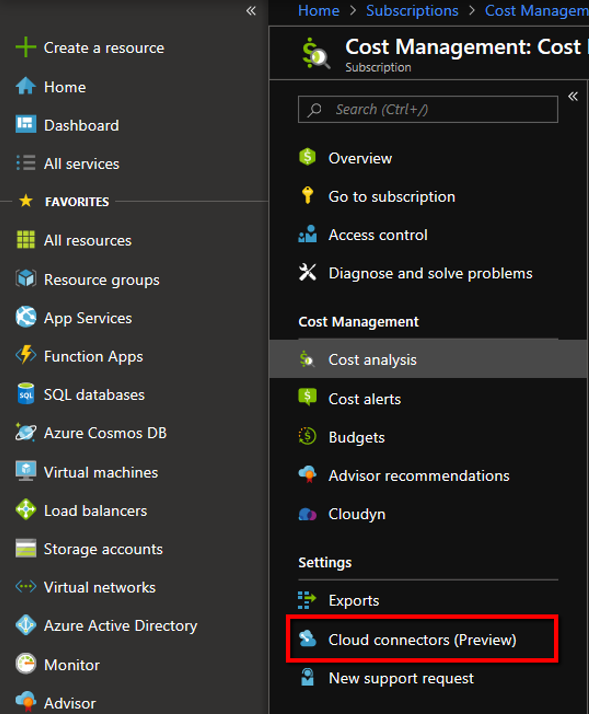 «
Create a resource
Home
Dashboard
All services
FAVORITES
All resources
Resource groups
App Services
Function Apps
SQL databases
Azure Cosmos DB
Virtual machines
Load balancers
Storage accounts
Virtual networks
Azure Active Directory
Monitor
Advisor
Home > Subscriptions > Cost Managem
Cost Management: Cost
Subscription
«
Search (Ctrl+/)
Overview
Go to subscription
Access control
Diagnose and solve problems
Cost Management
Cost analysis
Cost alerts
Budgets
Advisor recommendations
Cloudyn
Settings
Exports
Cloud connectors (Preview)
New support request